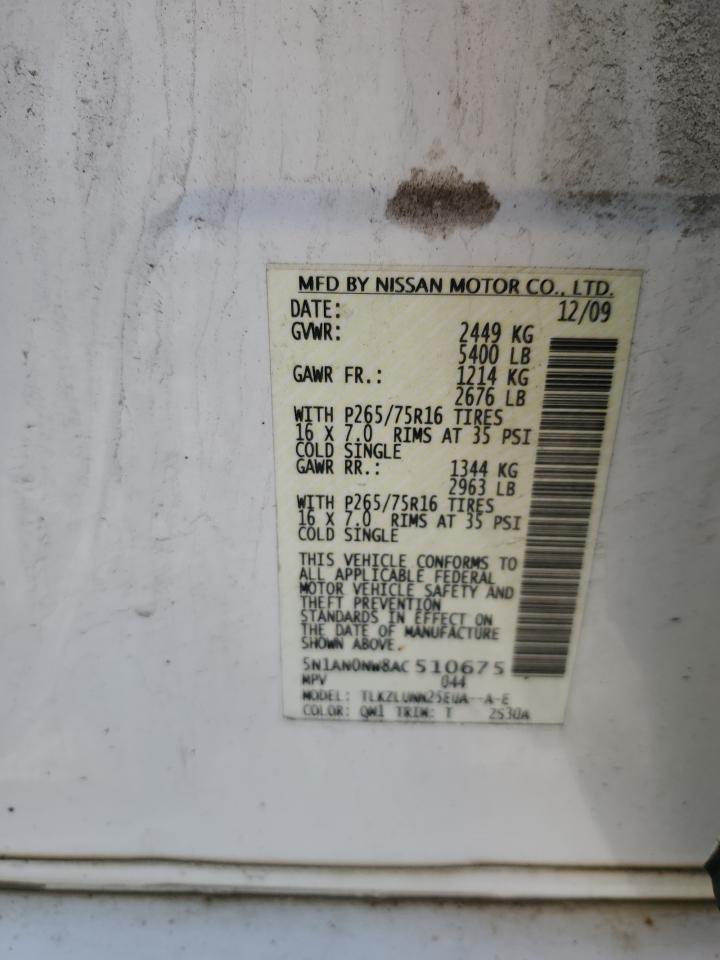 MFD BY NISSAN MOTOR CO., LTD.
DATE: 12/09
GVWR: 2449 KG
5400 LB
GAWR FR.: 1214 KG
2676 LB
WITH P265/75R16 TIRES
16 X 7.0 RIMS AT 35 PSI
COLD SINGLE
GAWR RR.: 1344 KG
2963 LB
WITH P265/75R16 TIRES
16 X 7.0 RIMS AT 35 PSI
COLD SINGLE
THIS VEHICLE CONFORMS TO
ALL APPLICABLE FEDERAL
MOTOR VEHICLE SAFETY AND
THEFT PREVENTION
STANDARDS IN EFFECT ON
THE DATE OF MANUFACTURE
SHOWN ABOVE.
5N1AN0NW8AC510675
MPV 044
MODEL: A-E
COLOR: QW1 TRIM: T 2530A